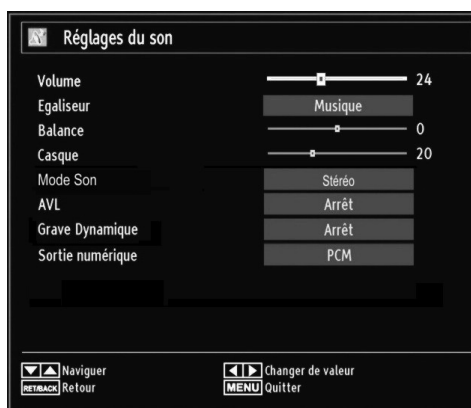 Réglages du son
Volume 24
Egaliseur Musique
Balance 0
Casque 20
Mode Son Stéréo
AVL Arrêt
Grave Dynamique Arrêt
Sortie numérique PCM
Naviguer Changer de valeur
RET/BACK Retour MENU Quitter